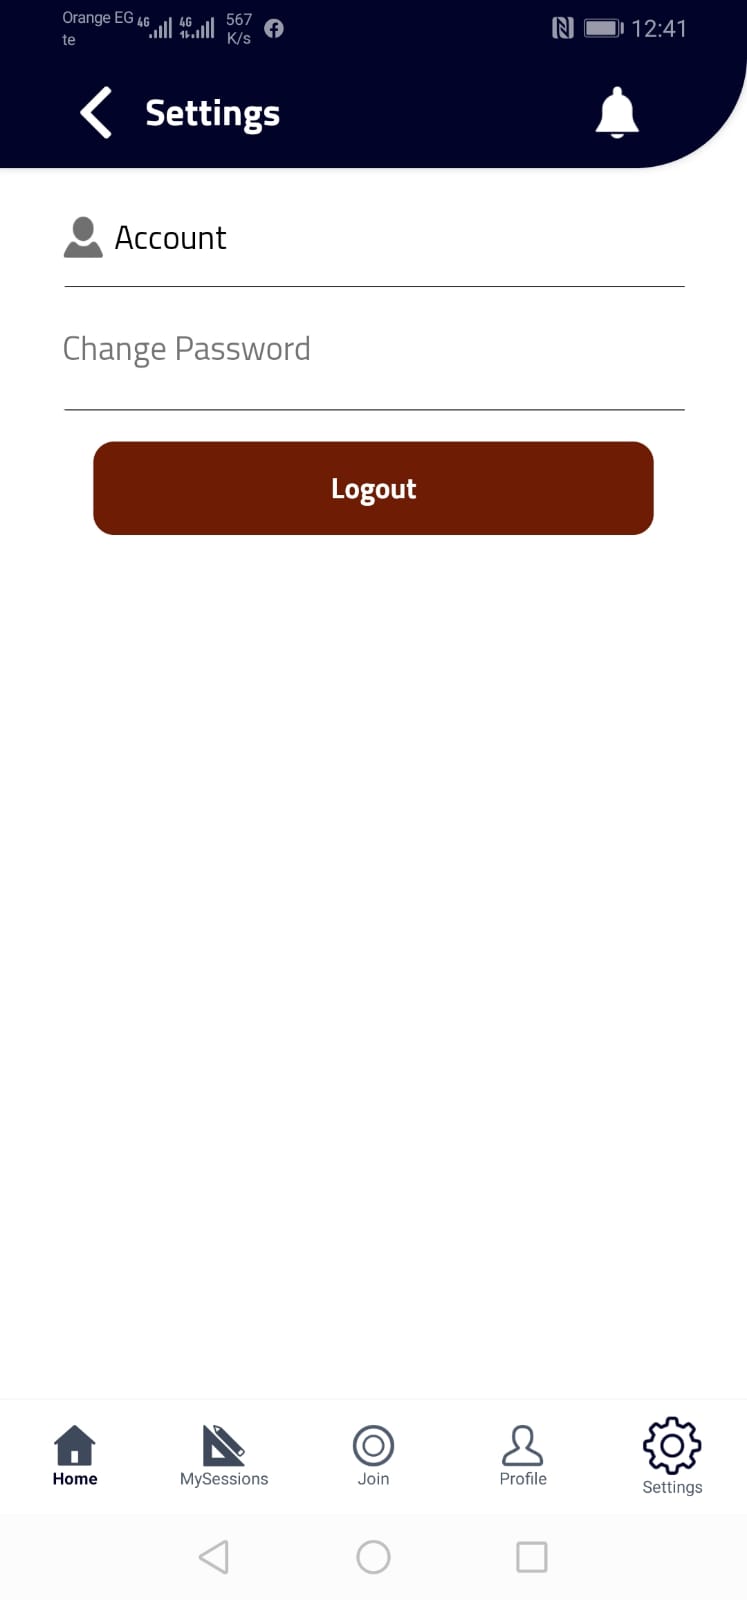 Orange EG 4G 4G 567
te K/s
12:41
Settings
Account
Change Password
Logout
Home
MySessions
Join
Profile
Settings